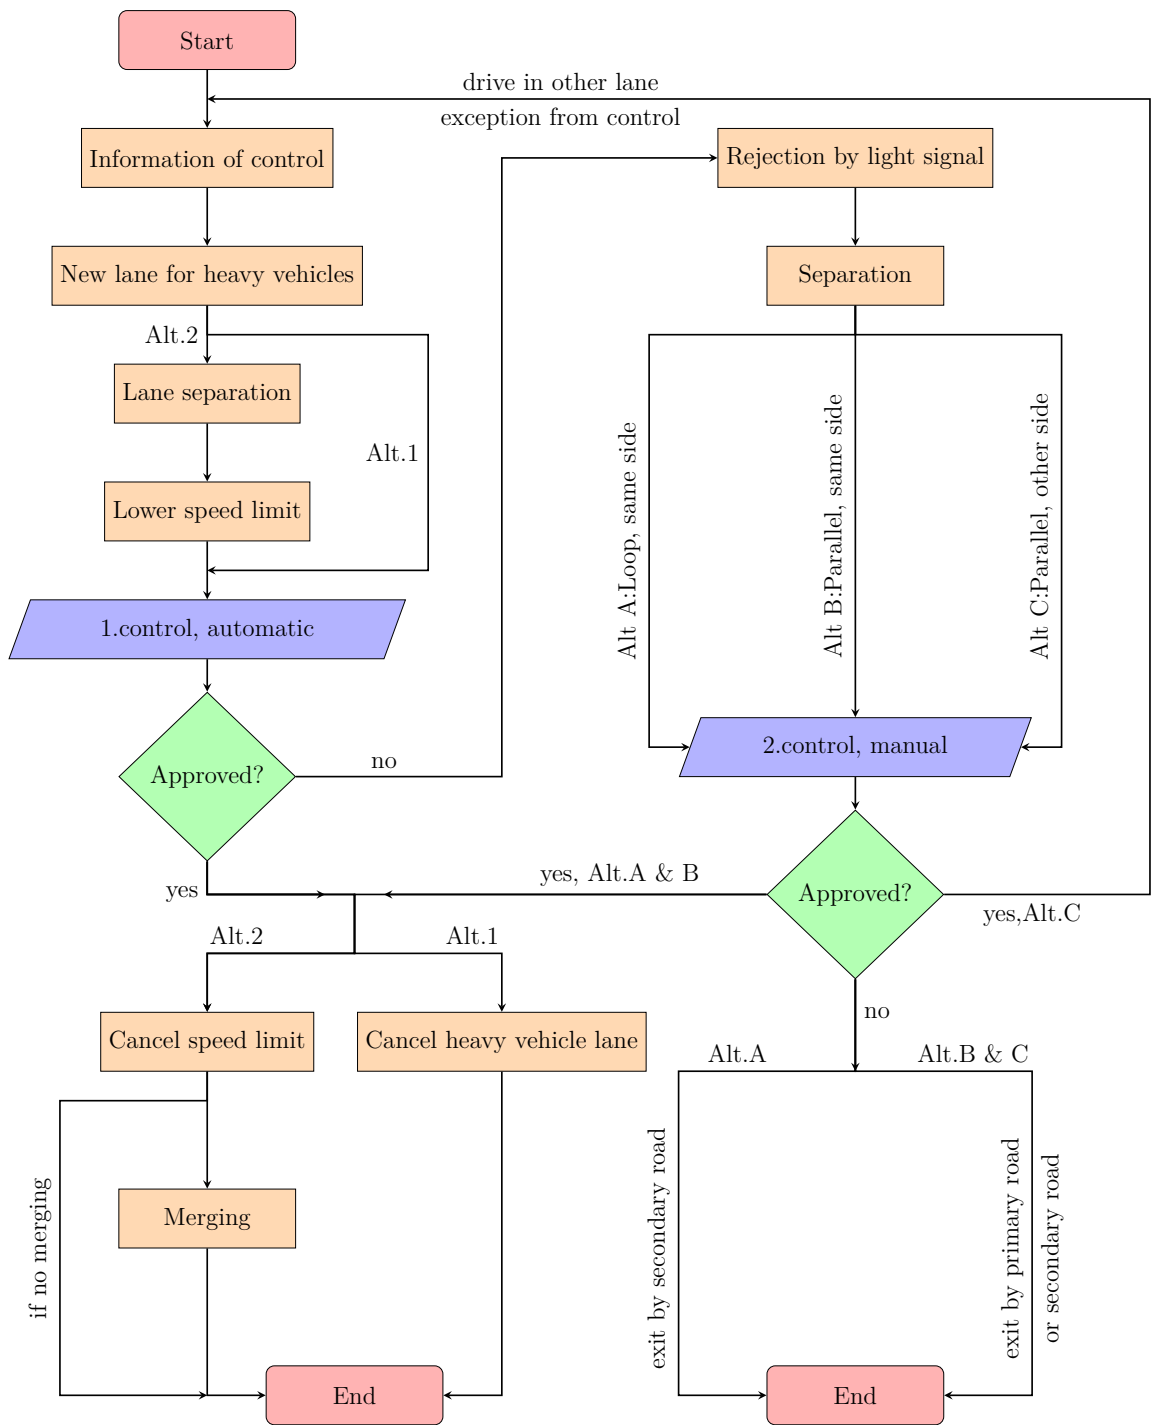 Start
drive in other lane
exception from control
Information of control
Rejection by light signal
New lane for heavy vehicles
Separation
Alt.2
Lane separation
Alt.1
Lower speed limit
Alt A:Loop, same side
Alt B:Parallel, same side
Alt C:Parallel, other side
1.control, automatic
2.control, manual
Approved?
no
yes
yes, Alt.A & B
Approved?
yes,Alt.C
Alt.2
Alt.1
no
Cancel speed limit
Cancel heavy vehicle lane
Alt.A
Alt.B & C
if no merging
Merging
exit by secondary road
exit by primary road
or secondary road
End
End